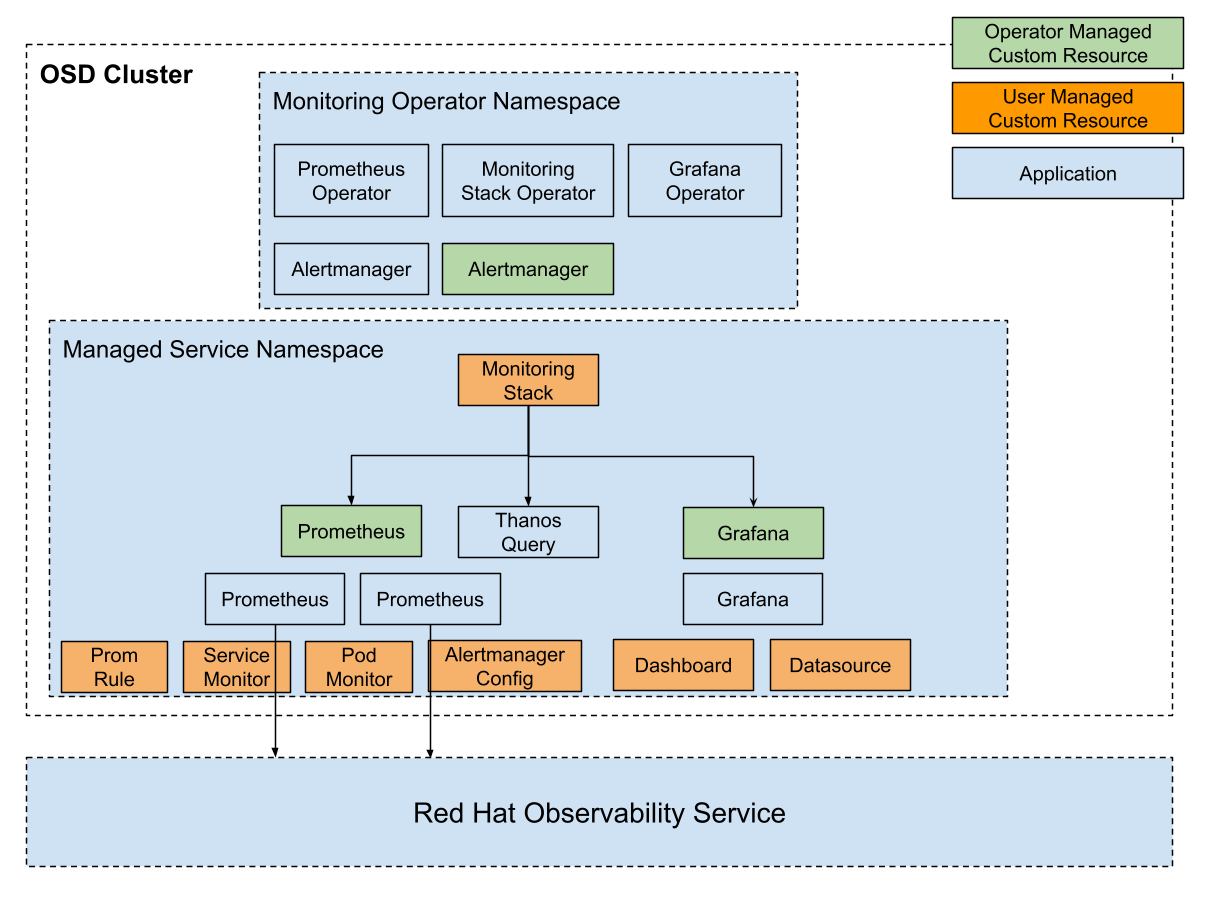 Operator Managed
Custom Resource
User Managed
Custom Resource
Application
OSD Cluster
Monitoring Operator Namespace
Prometheus
Operator
Monitoring
Stack Operator
Grafana
Operator
Alertmanager
Alertmanager
Managed Service Namespace
Monitoring
Stack
Prometheus
Thanos
Query
Grafana
Prometheus
Prometheus
Grafana
Prom
Rule
Service
Monitor
Pod
Monitor
Alertmanager
Config
Dashboard
Datasource
Red Hat Observability Service